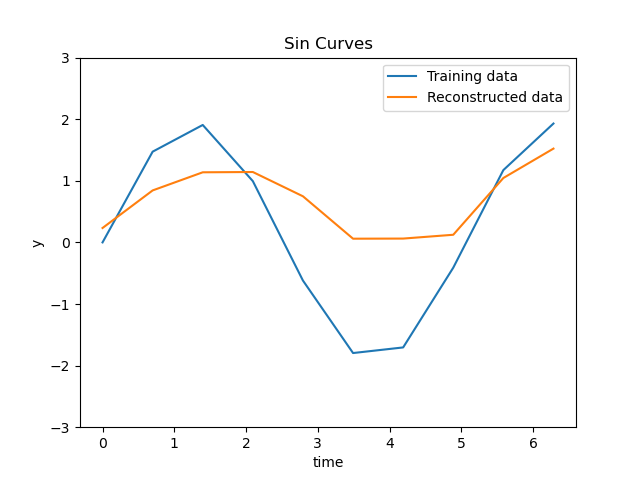 Sin Curves
Training data
Reconstructed data
3
2
1
0
−1
−2
−3
y
0 1 2 3 4 5 6
time